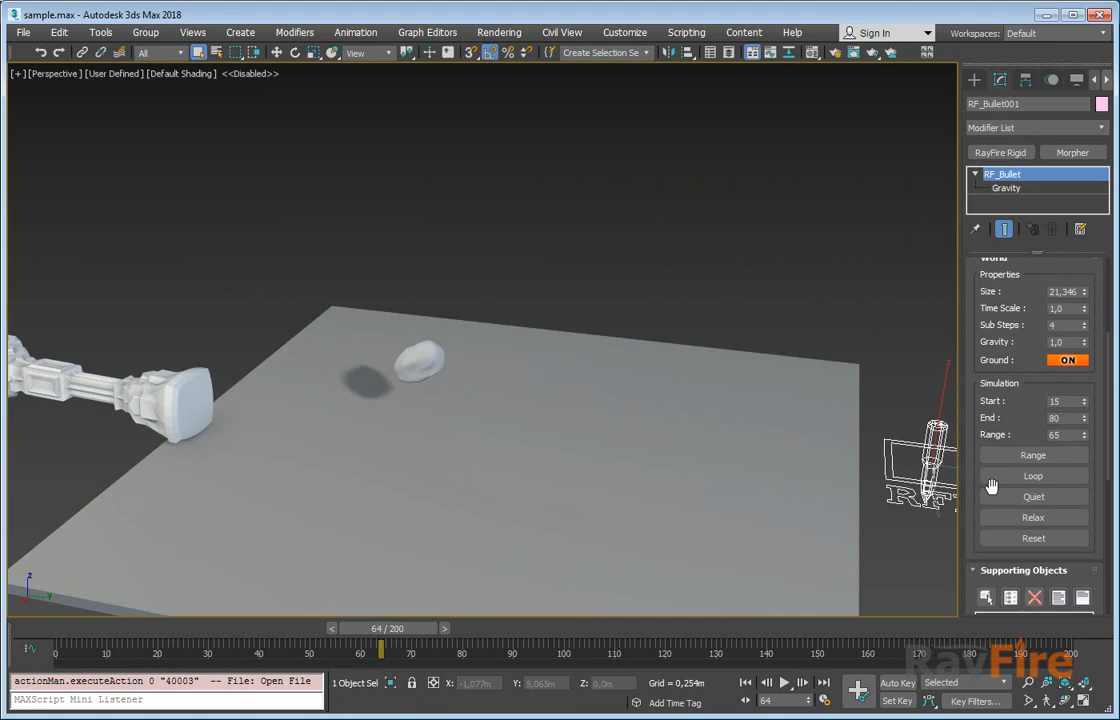 sample.max - Autodesk 3ds Max 2018
File Edit Tools Group Views Create Modifiers Animation Graph Editors Rendering Civil View Customize Scripting Content Help Sign In Workspaces: Default
All View Create Selection Se
[+] [Perspective] [User Defined] [Default Shading] <<Disabled>>
RF_Bullet001
Modifier List
RayFire Rigid Morpher
RF_Bullet
Gravity
World
Properties
Size : 21,346
Time Scale : 1,0
Sub Steps : 4
Gravity : 1,0
Ground : ON
Simulation
Start : 15
End : 80
Range : 65
Range
Loop
Quiet
Relax
Reset
Supporting Objects
z
z
y
< 64 / 200 >
0 10 20 30 40 50 60 70 80 90 100 110 120 130 140 150 160 170 180 190 200
RayFire
actionMan.executeAction 0 "40003" -- File: Open File
MAXScript Mini Listener
1 Object Sel X: -1,077m Y: 5,065m Z: 0,0m Grid = 0,254m
Add Time Tag
64
Auto Key Selected
Set Key Key Filters...